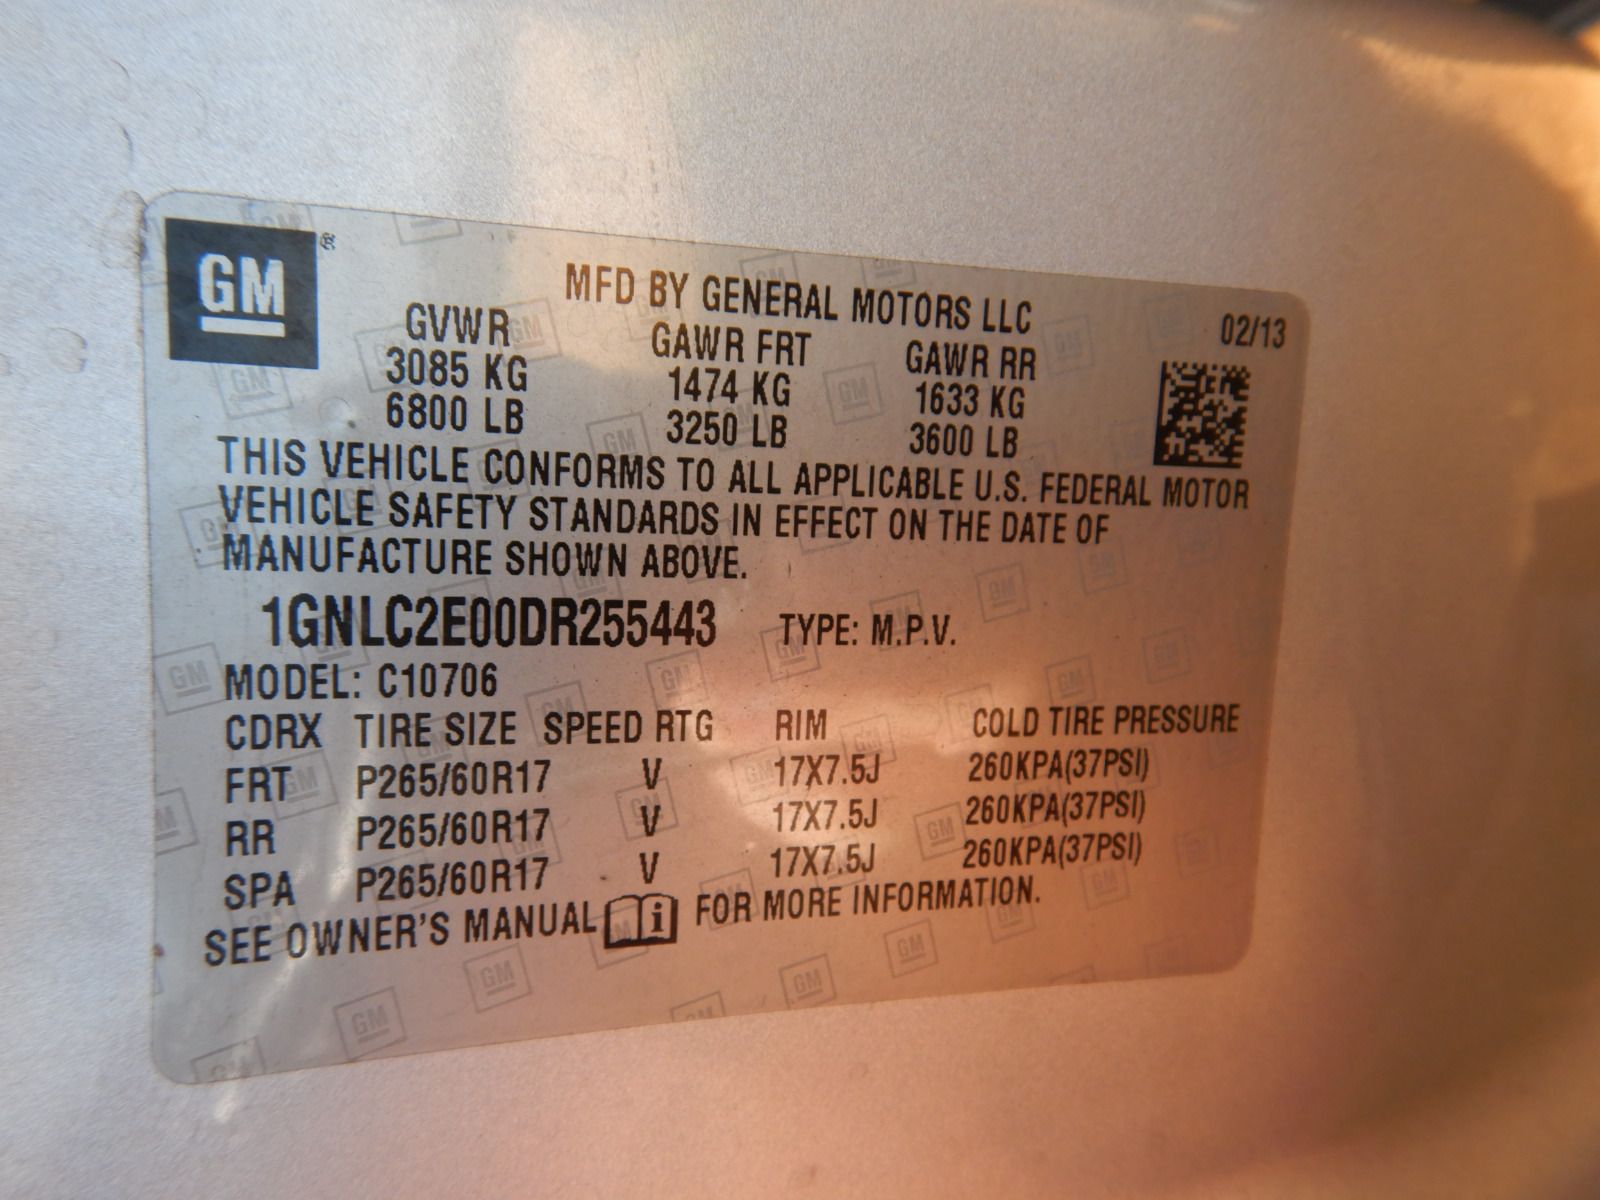 GM
MFD BY GENERAL MOTORS LLC 02/13
GVWR GAWR FRT GAWR RR
3085 KG 1474 KG 1633 KG
6800 LB 3250 LB 3600 LB
THIS VEHICLE CONFORMS TO ALL APPLICABLE U.S. FEDERAL MOTOR
VEHICLE SAFETY STANDARDS IN EFFECT ON THE DATE OF
MANUFACTURE SHOWN ABOVE.
1GNLC2E00DR255443 TYPE: M.P.V.
MODEL: C10706
CDRX TIRE SIZE SPEED RTG RIM COLD TIRE PRESSURE
FRT P265/60R17 V 17X7.5J 260KPA(37PSI)
RR P265/60R17 V 17X7.5J 260KPA(37PSI)
SPA P265/60R17 V 17X7.5J 260KPA(37PSI)
SEE OWNER'S MANUAL i FOR MORE INFORMATION.